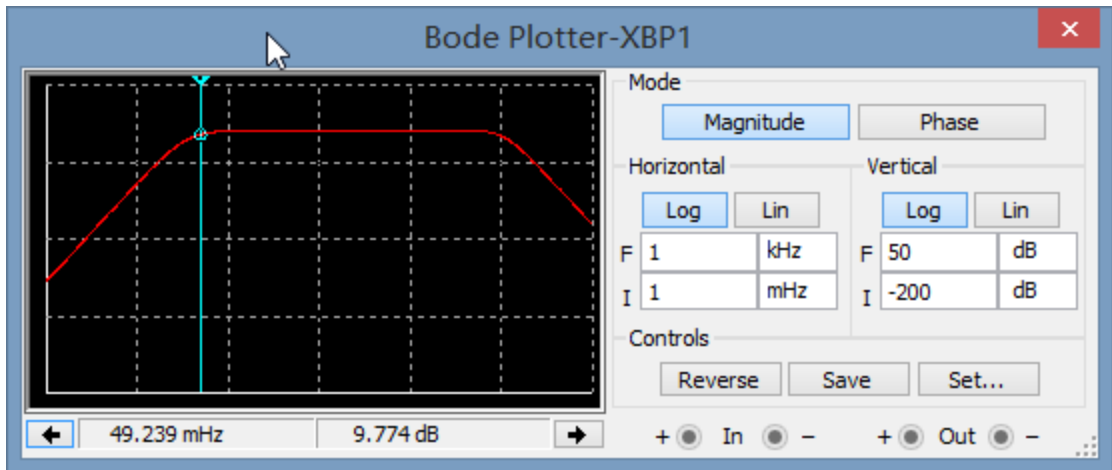 Bode Plotter-XBP1
Mode
Magnitude Phase
Horizontal Vertical
Log Lin Log Lin
F 1 kHz F 50 dB
I 1 mHz I -200 dB
Controls
Reverse Save Set...
49.239 mHz 9.774 dB + In - + Out -